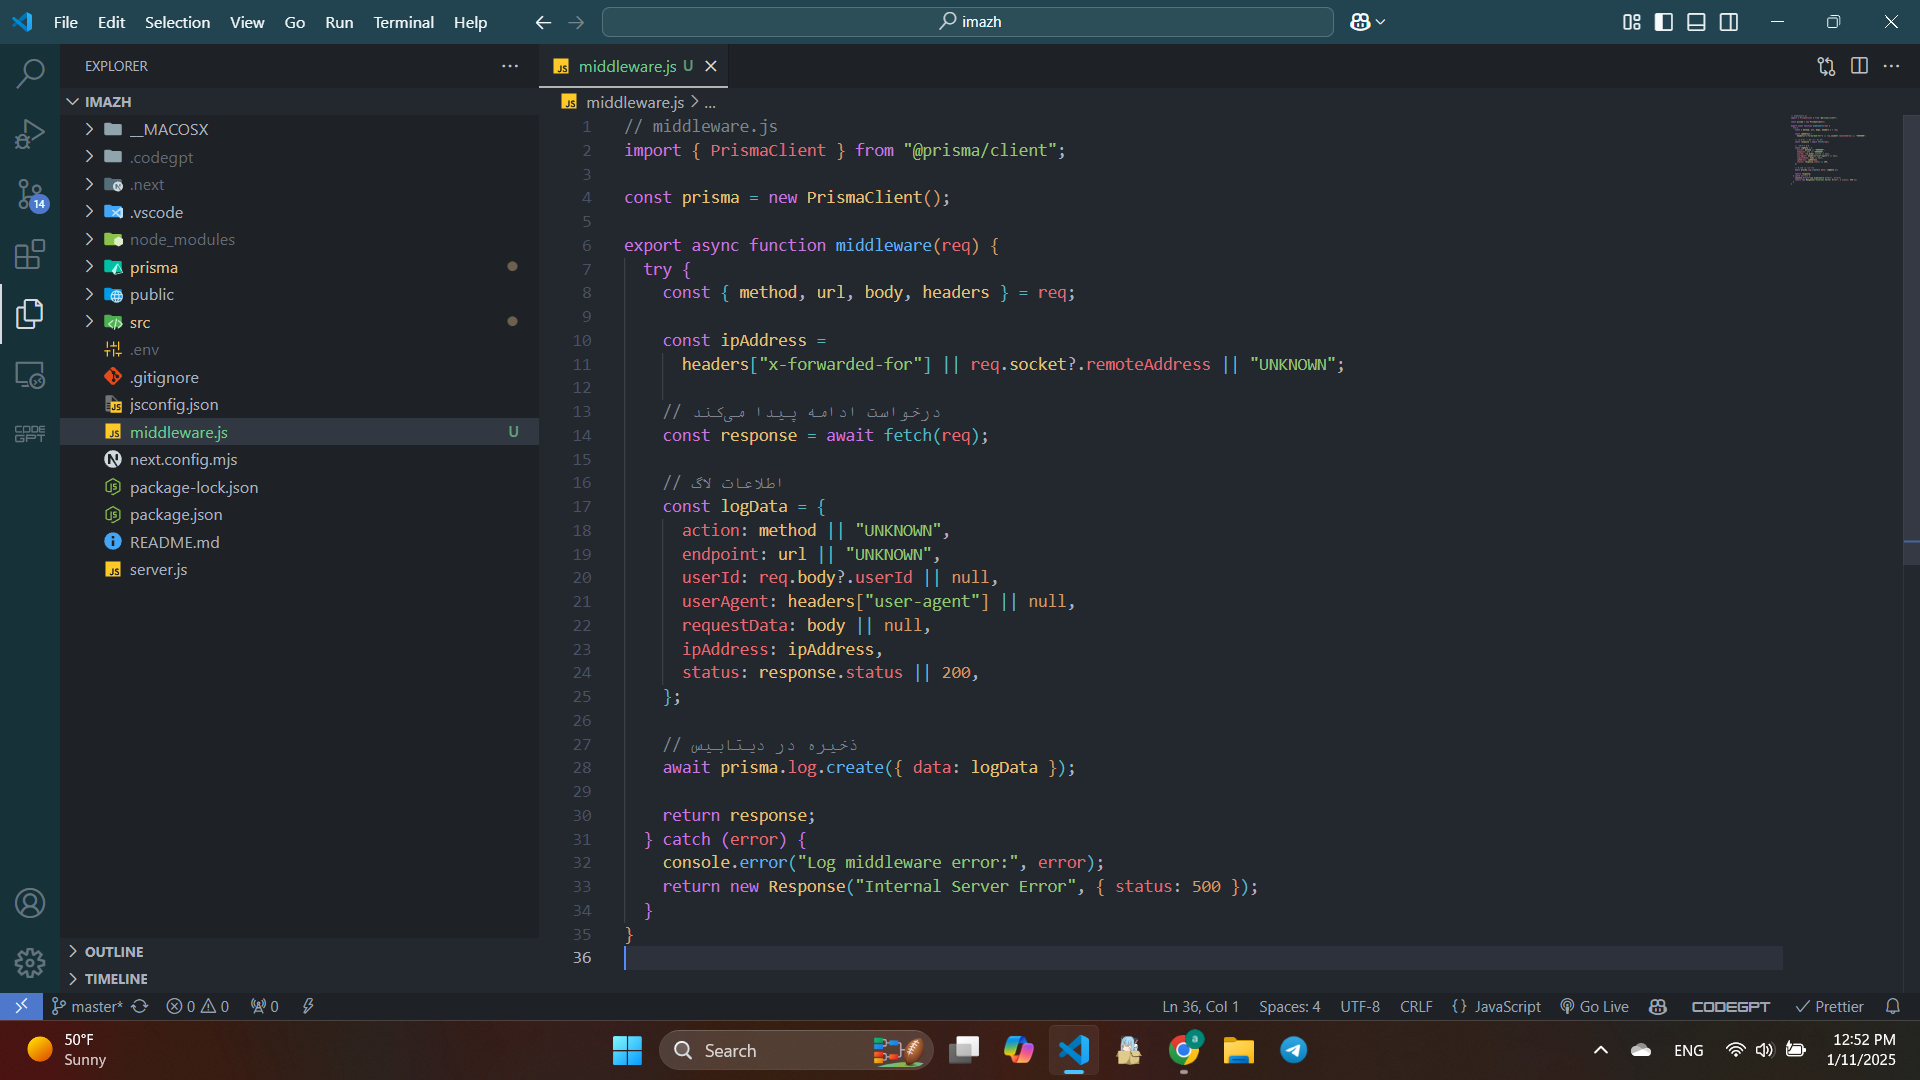 File Edit Selection View Go Run Terminal Help
imazh
EXPLORER
IMAZH
__MACOSX
.codegpt
.next
.vscode
node_modules
prisma
public
src
.env
.gitignore
jsconfig.json
middleware.js U
next.config.mjs
package-lock.json
package.json
README.md
server.js
OUTLINE
TIMELINE
14
CODE GPT
middleware.js U
middleware.js > ...
1 // middleware.js
2 import { PrismaClient } from "@prisma/client";
3
4 const prisma = new PrismaClient();
5
6 export async function middleware(req) {
7 try {
8 const { method, url, body, headers } = req;
9
10 const ipAddress =
11 headers["x-forwarded-for"] || req.socket?.remoteAddress || "UNKNOWN";
12
13 // درخواست ادامه پیدا می‌کند
14 const response = await fetch(req);
15
16 // اطلاعات لاگ
17 const logData = {
18 action: method || "UNKNOWN",
19 endpoint: url || "UNKNOWN",
20 userId: req.body?.userId || null,
21 userAgent: headers["user-agent"] || null,
22 requestData: body || null,
23 ipAddress: ipAddress,
24 status: response.status || 200,
25 };
26
27 // ذخیره در دیتابیس
28 await prisma.log.create({ data: logData });
29
30 return response;
31 } catch (error) {
32 console.error("Log middleware error:", error);
33 return new Response("Internal Server Error", { status: 500 });
34 }
35 }
36
master* 0 0 0 Ln 36, Col 1 Spaces: 4 UTF-8 CRLF {} JavaScript Go Live CODEGPT Prettier
50°F
Sunny
Search
ENG
12:52 PM
1/11/2025